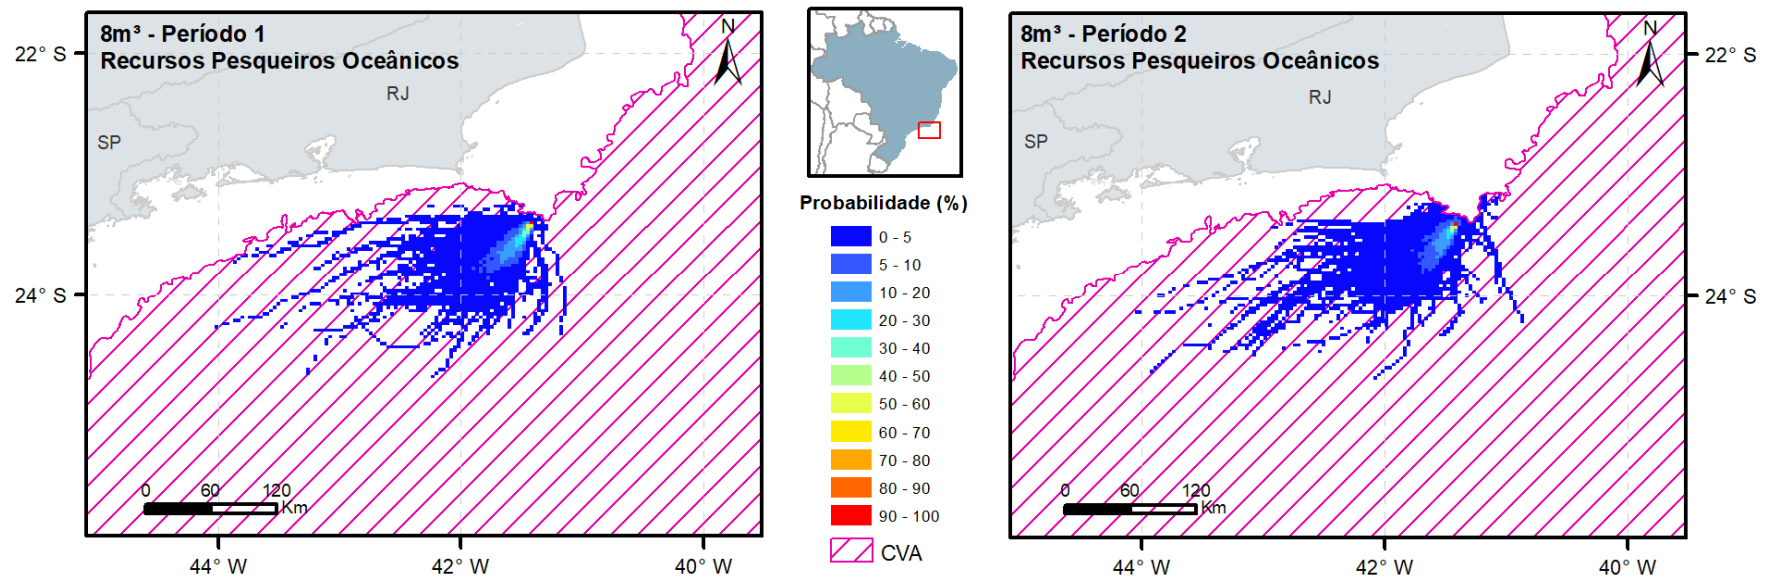 8m³ - Período 1
Recursos Pesqueiros Oceânicos
N
RJ
SP
22° S
24° S
0 60 120
Km
44° W 42° W 40° W
Probabilidade (%)
0 - 5
5 - 10
10 - 20
20 - 30
30 - 40
40 - 50
50 - 60
60 - 70
70 - 80
80 - 90
90 - 100
CVA
8m³ - Período 2
Recursos Pesqueiros Oceânicos
N
RJ
SP
22° S
24° S
0 60 120
Km
44° W 42° W 40° W